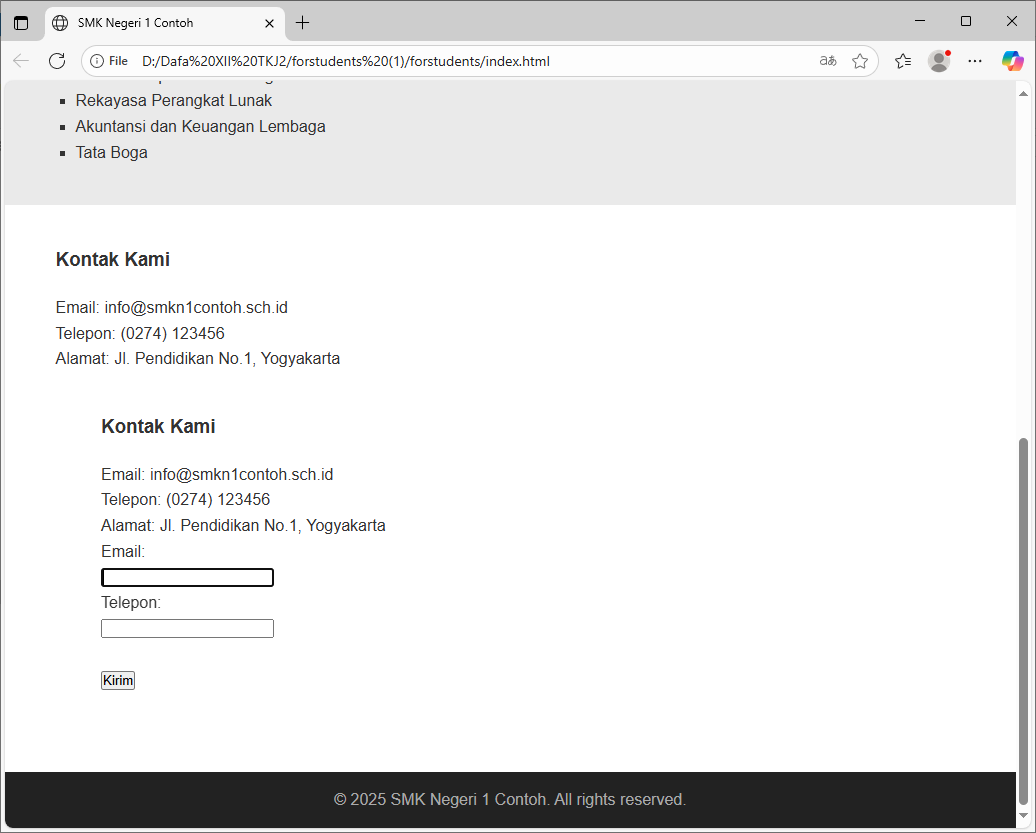 SMK Negeri 1 Contoh
File D:/Dafa%20XII%20TKJ2/forstudents%20(1)/forstudents/index.html
Rekayasa Perangkat Lunak
Akuntansi dan Keuangan Lembaga
Tata Boga
Kontak Kami
Email: info@smkn1contoh.sch.id
Telepon: (0274) 123456
Alamat: Jl. Pendidikan No.1, Yogyakarta
Kontak Kami
Email: info@smkn1contoh.sch.id
Telepon: (0274) 123456
Alamat: Jl. Pendidikan No.1, Yogyakarta
Email:
Telepon:
Kirim
© 2025 SMK Negeri 1 Contoh. All rights reserved.